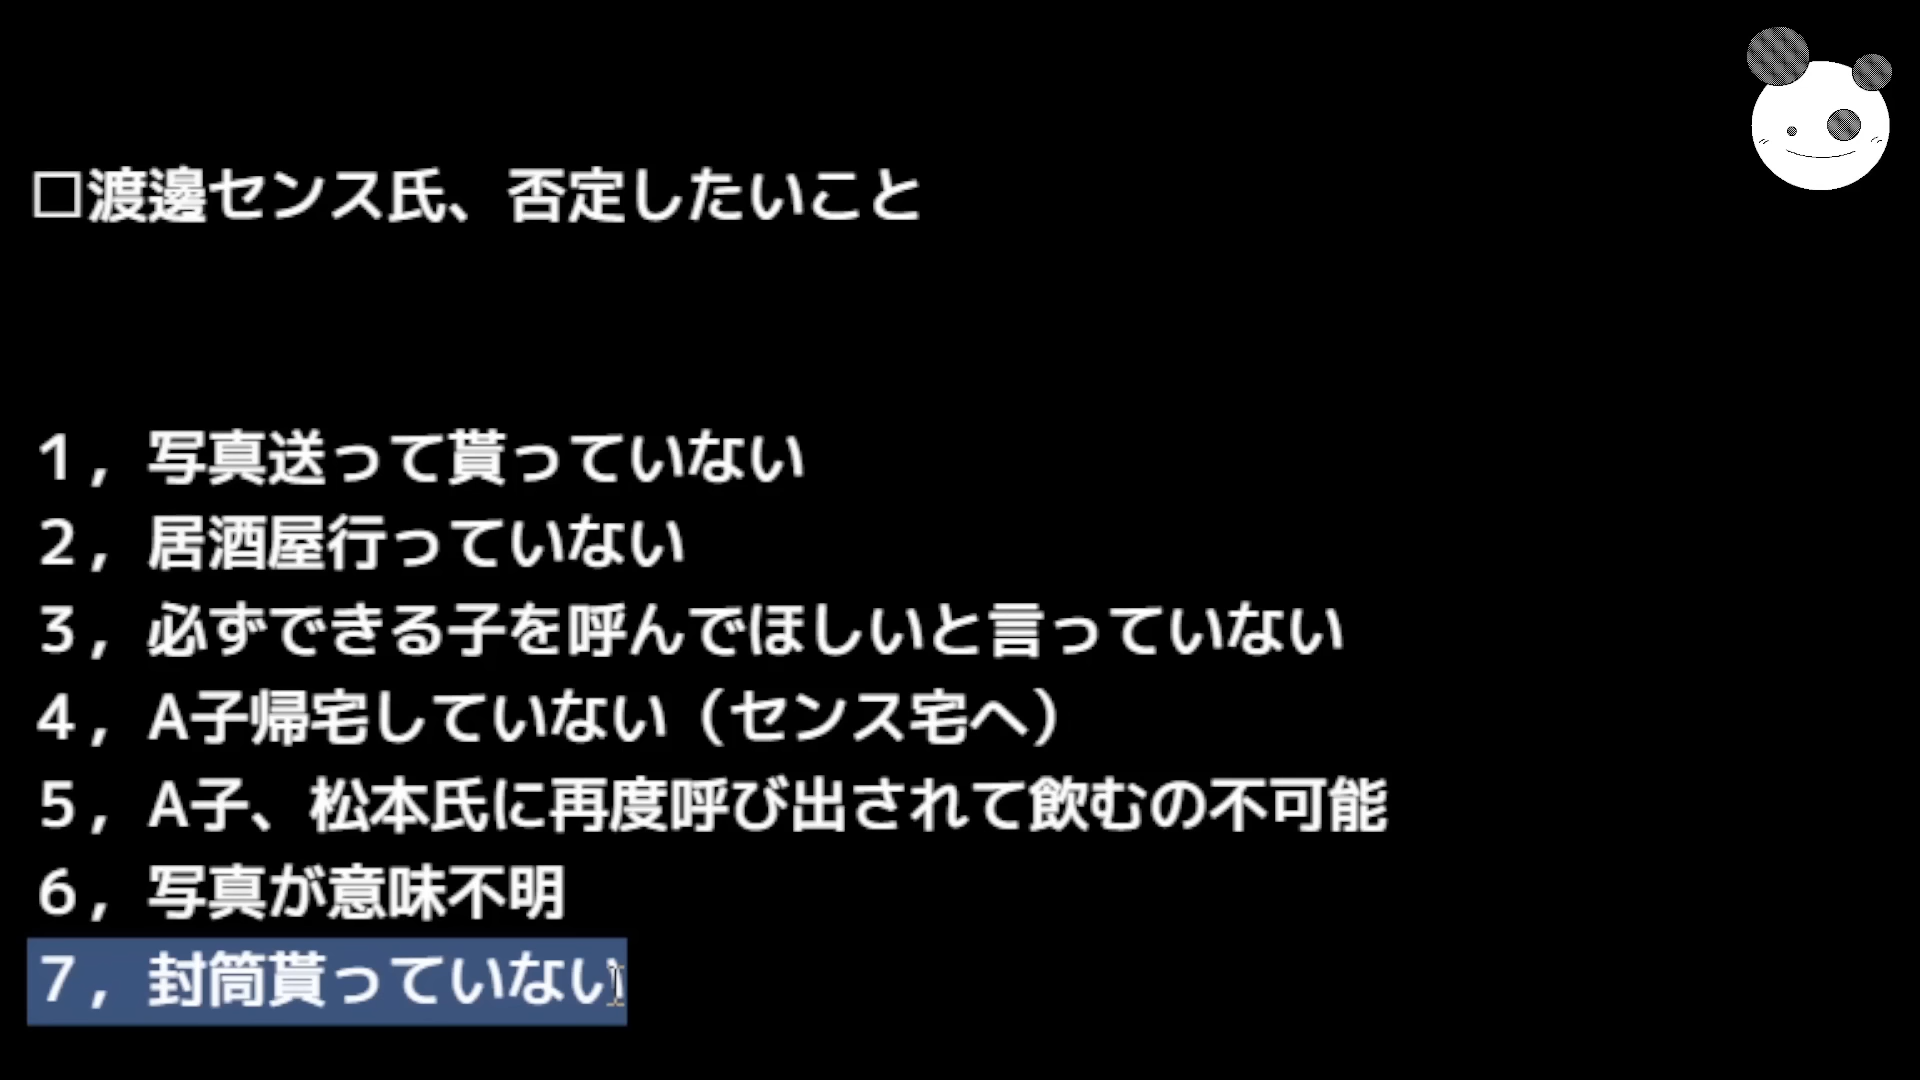 □渡邊センス氏、否定したいこと
１，写真送って貰っていない
２，居酒屋行っていない
３，必ずできる子を呼んでほしいと言っていない
４，A子帰宅していない（センス宅へ）
５，A子、松本氏に再度呼び出されて飲むの不可能
６，写真が意味不明
７，封筒貰っていない